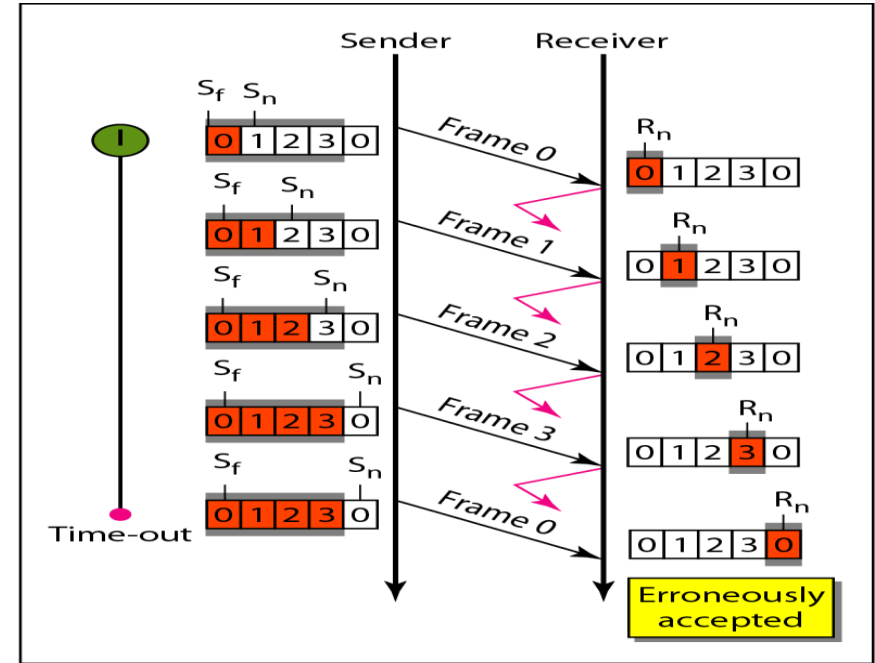 Sender Receiver
Sf Sn
I 0 1 2 3 0 Frame 0 Rn
0 1 2 3 0
Sf Sn
0 1 2 3 0 Frame 1 Rn
0 1 2 3 0
Sf Sn
0 1 2 3 0 Frame 2 Rn
0 1 2 3 0
Sf Sn
0 1 2 3 0 Frame 3 Rn
0 1 2 3 0
Sf Sn
0 1 2 3 0 Frame 0 Rn
Time-out 0 1 2 3 0
Erroneously
accepted